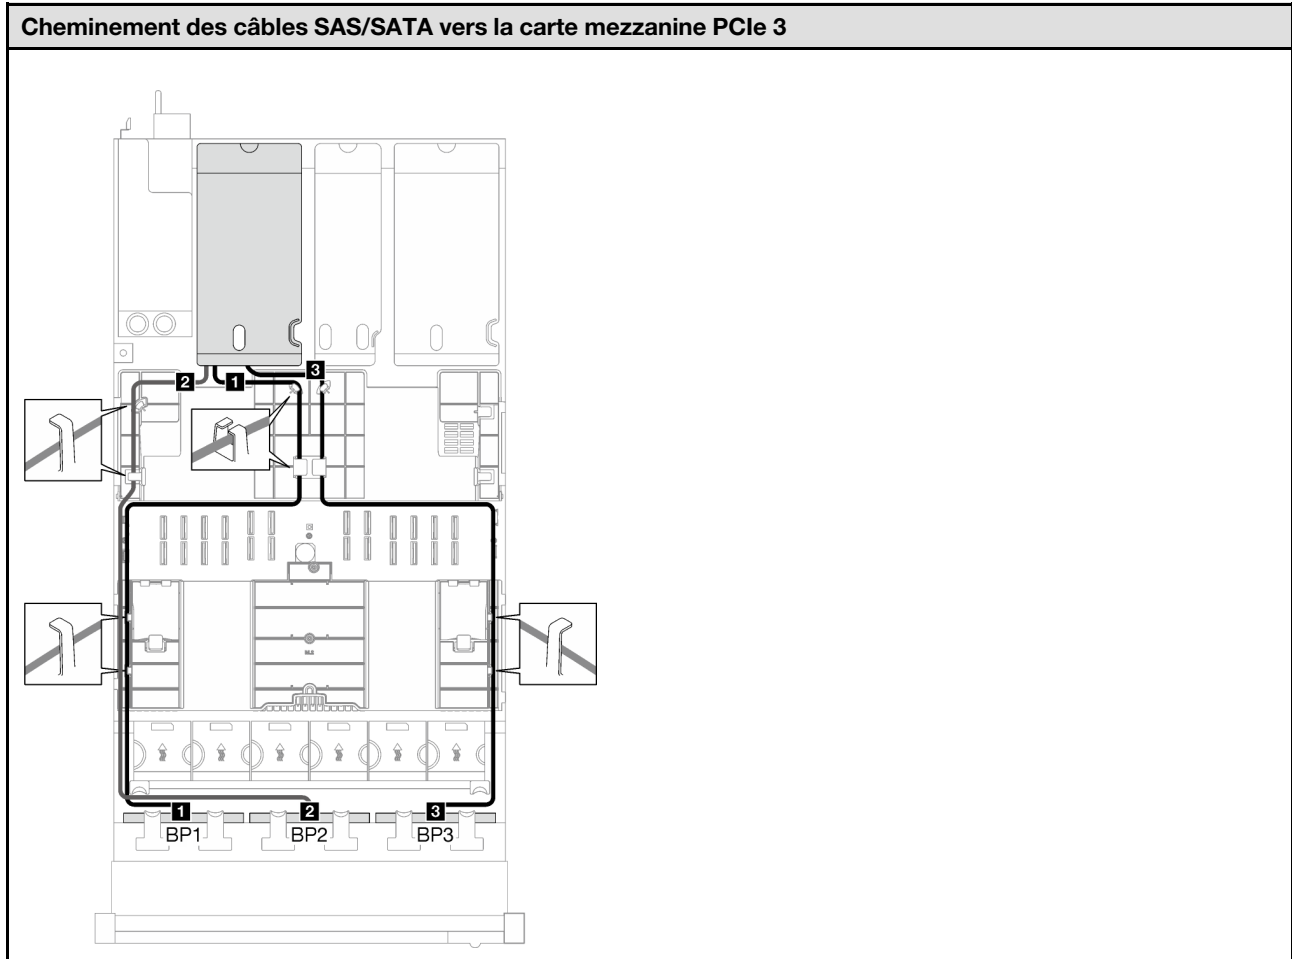 Cheminement des câbles SAS/SATA vers la carte mezzanine PCIe 3
3
2 1
1 2 3
BP1 BP2 BP3